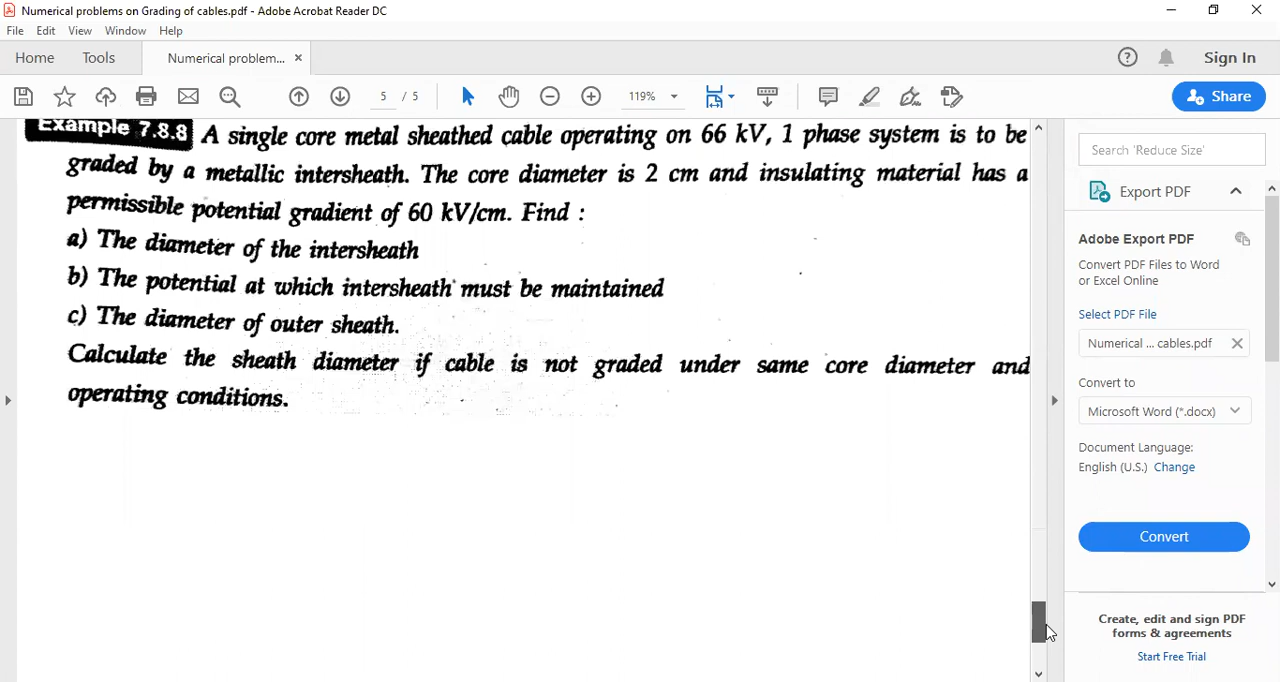 Numerical problems on Grading of cables.pdf - Adobe Acrobat Reader DC
File Edit View Window Help
Home Tools Numerical problem... × Sign In
5 / 5 119% Share
Example 7.8.8 A single core metal sheathed cable operating on 66 kV, 1 phase system is to be
graded by a metallic intersheath. The core diameter is 2 cm and insulating material has a
permissible potential gradient of 60 kV/cm. Find :
a) The diameter of the intersheath
b) The potential at which intersheath must be maintained
c) The diameter of outer sheath.
Calculate the sheath diameter if cable is not graded under same core diameter and
operating conditions.
Search 'Reduce Size'
Export PDF
Adobe Export PDF
Convert PDF Files to Word
or Excel Online
Select PDF File
Numerical ... cables.pdf
Convert to
Microsoft Word (*.docx)
Document Language:
English (U.S.) Change
Convert
Create, edit and sign PDF
forms & agreements
Start Free Trial